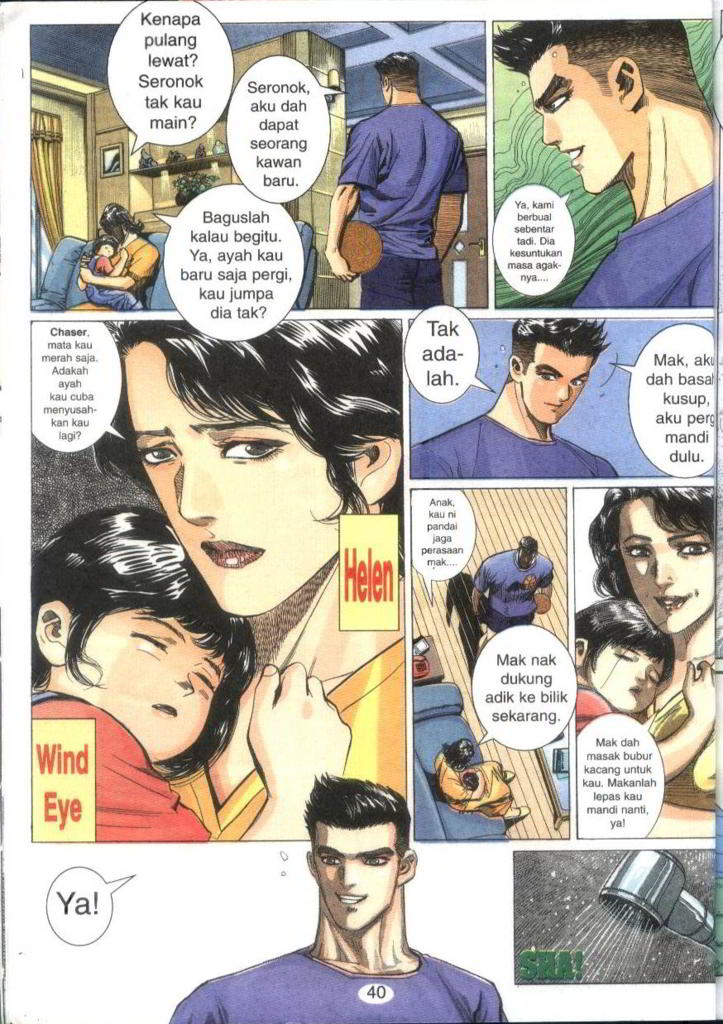 Kenapa
pulang
lewat?
Seronok
tak kau
main?
Seronok,
aku dah
dapat
seorang
kawan
baru.
Baguslah
kalau begitu.
Ya, ayah kau
baru saja pergi,
kau jumpa
dia tak?
Ya, kami
berbual
sebentar
tadi. Dia
kesuntukan
masa agak-
nya....
Chaser,
mata kau
merah saja.
Adakah
ayah
kau cuba
menyusah-
kan kau
lagi?
Helen
Wind
Eye
Tak
ada-
lah.
Mak, aku
dah basah
kusup,
aku perg
mandi
dulu.
Anak,
kau ni
pandai
jaga
perasaan
mak....
Mak nak
dukung
adik ke bilik
sekarang.
Mak dah
masak bubur
kacang untuk
kau. Makanlah
lepas kau
mandi nanti,
ya!
Ya!
SHA!
40